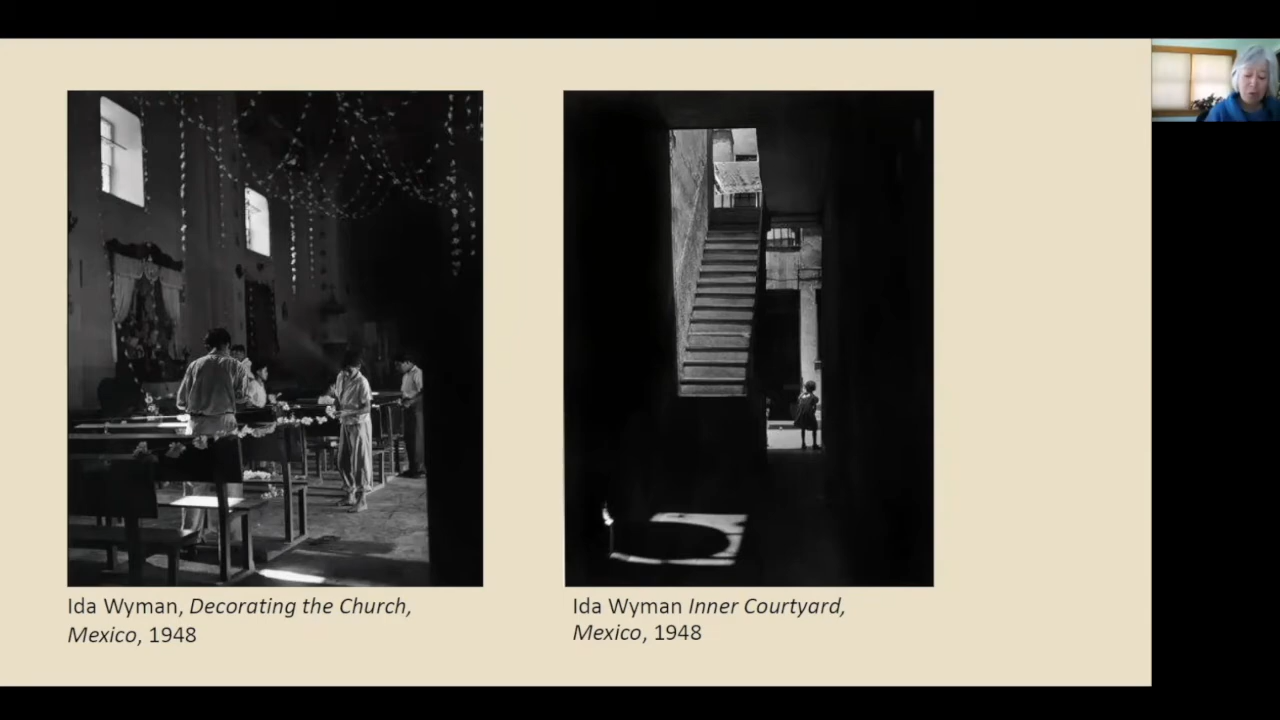 Ida Wyman, Decorating the Church,
Mexico, 1948
Ida Wyman Inner Courtyard,
Mexico, 1948